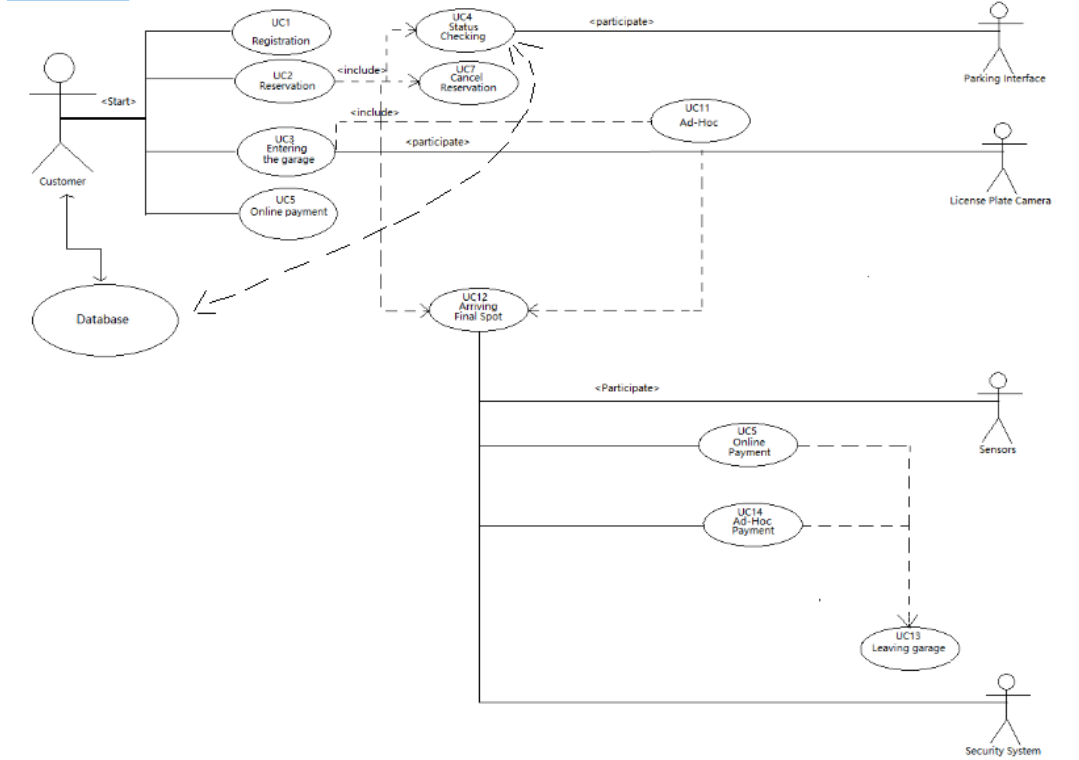 UC1
Registration
UC4
Status
Checking
<participate>
Parking Interface
UC2
Reservation
<include>
UC7
Cancel
Reservation
<Start>
<include>
UC11
Ad-Hoc
UC3
Entering
the garage
<participate>
Customer
License Plate Camera
UC5
Online payment
Database
UC12
Arriving
Final Spot
<Participate>
Sensors
UC5
Online
Payment
UC14
Ad-Hoc
Payment
UC13
Leaving garage
Security System